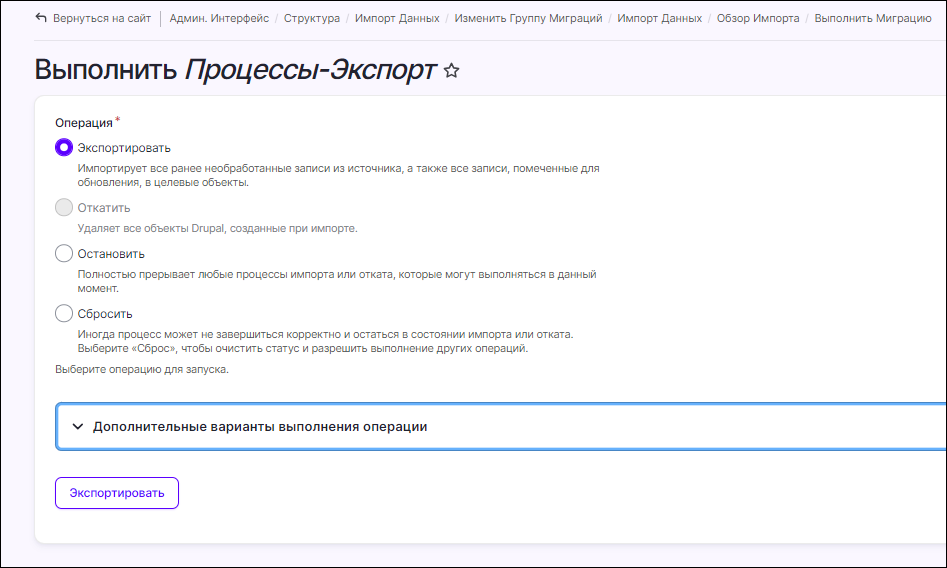 Вернуться на сайт Админ. Интерфейс / Структура / Импорт Данных / Изменить Группу Миграций / Импорт Данных / Обзор Импорта / Выполнить Миграцию
Выполнить Процессы-Экспорт
Операция*
Экспортировать
Импортирует все ранее необработанные записи из источника, а также все записи, помеченные для
обновления, в целевые объекты.
Откатить
Удаляет все объекты Drupal, созданные при импорте.
Остановить
Полностью прерывает любые процессы импорта или отката, которые могут выполняться в данный
момент.
Сбросить
Иногда процесс может не завершиться корректно и остаться в состоянии импорта или отката.
Выберите «Сброс», чтобы очистить статус и разрешить выполнение других операций.
Выберите операцию для запуска.
Дополнительные варианты выполнения операции
Экспортировать